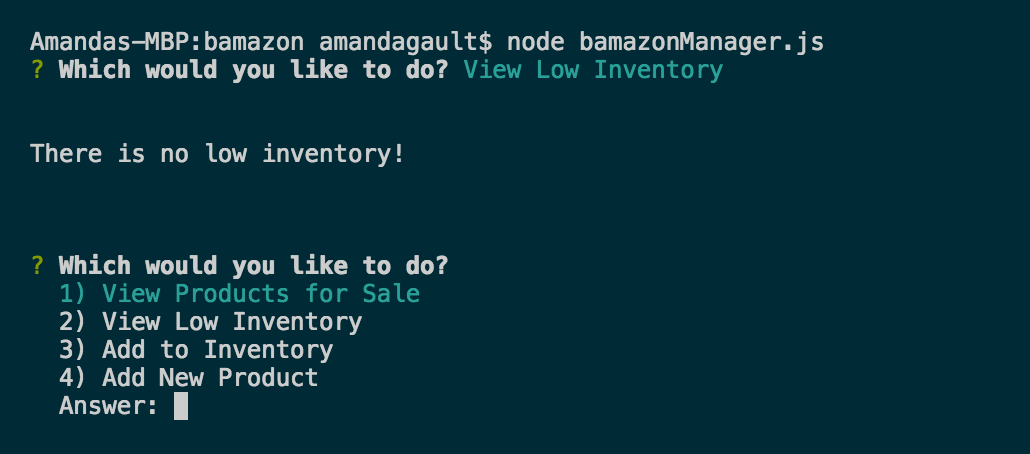 Amandas-MBP:bamazon amandagault$ node bamazonManager.js
? Which would you like to do? View Low Inventory
There is no low inventory!
? Which would you like to do?
1) View Products for Sale
2) View Low Inventory
3) Add to Inventory
4) Add New Product
Answer: